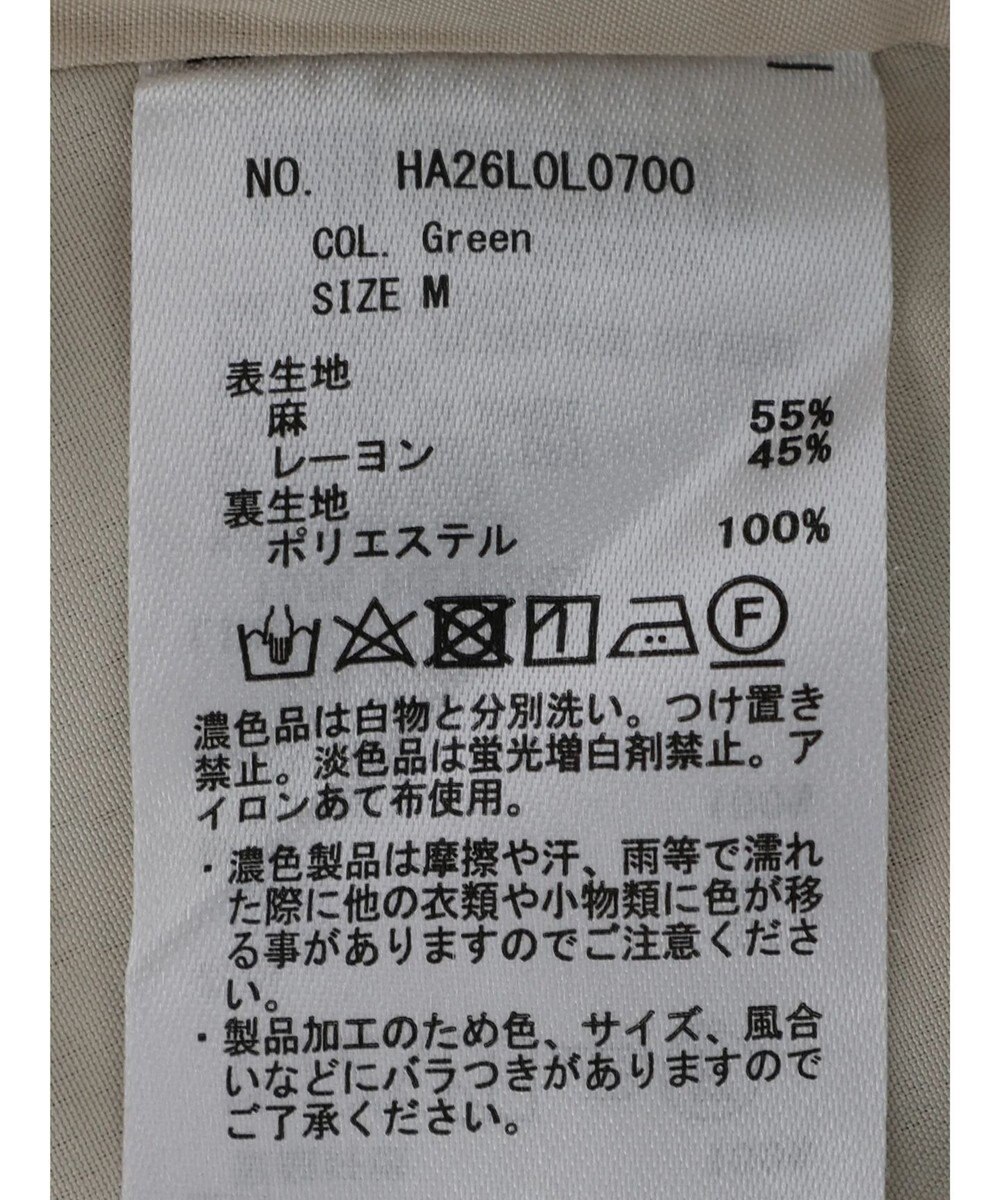 NO. HA26L0L0700
COL. Green
SIZE M
表生地
麻 55%
レーヨン 45%
裏生地
ポリエステル 100%
F
濃色品は白物と分別洗い。つけ置き
禁止。淡色品は蛍光増白剤禁止。ア
イロンあて布使用。
・濃色製品は摩擦や汗、雨等で濡れ
た際に他の衣類や小物類に色が移
る事がありますのでご注意くださ
い。
・製品加工のため色、サイズ、風合
いなどにバラつきがありますので
ご了承ください。